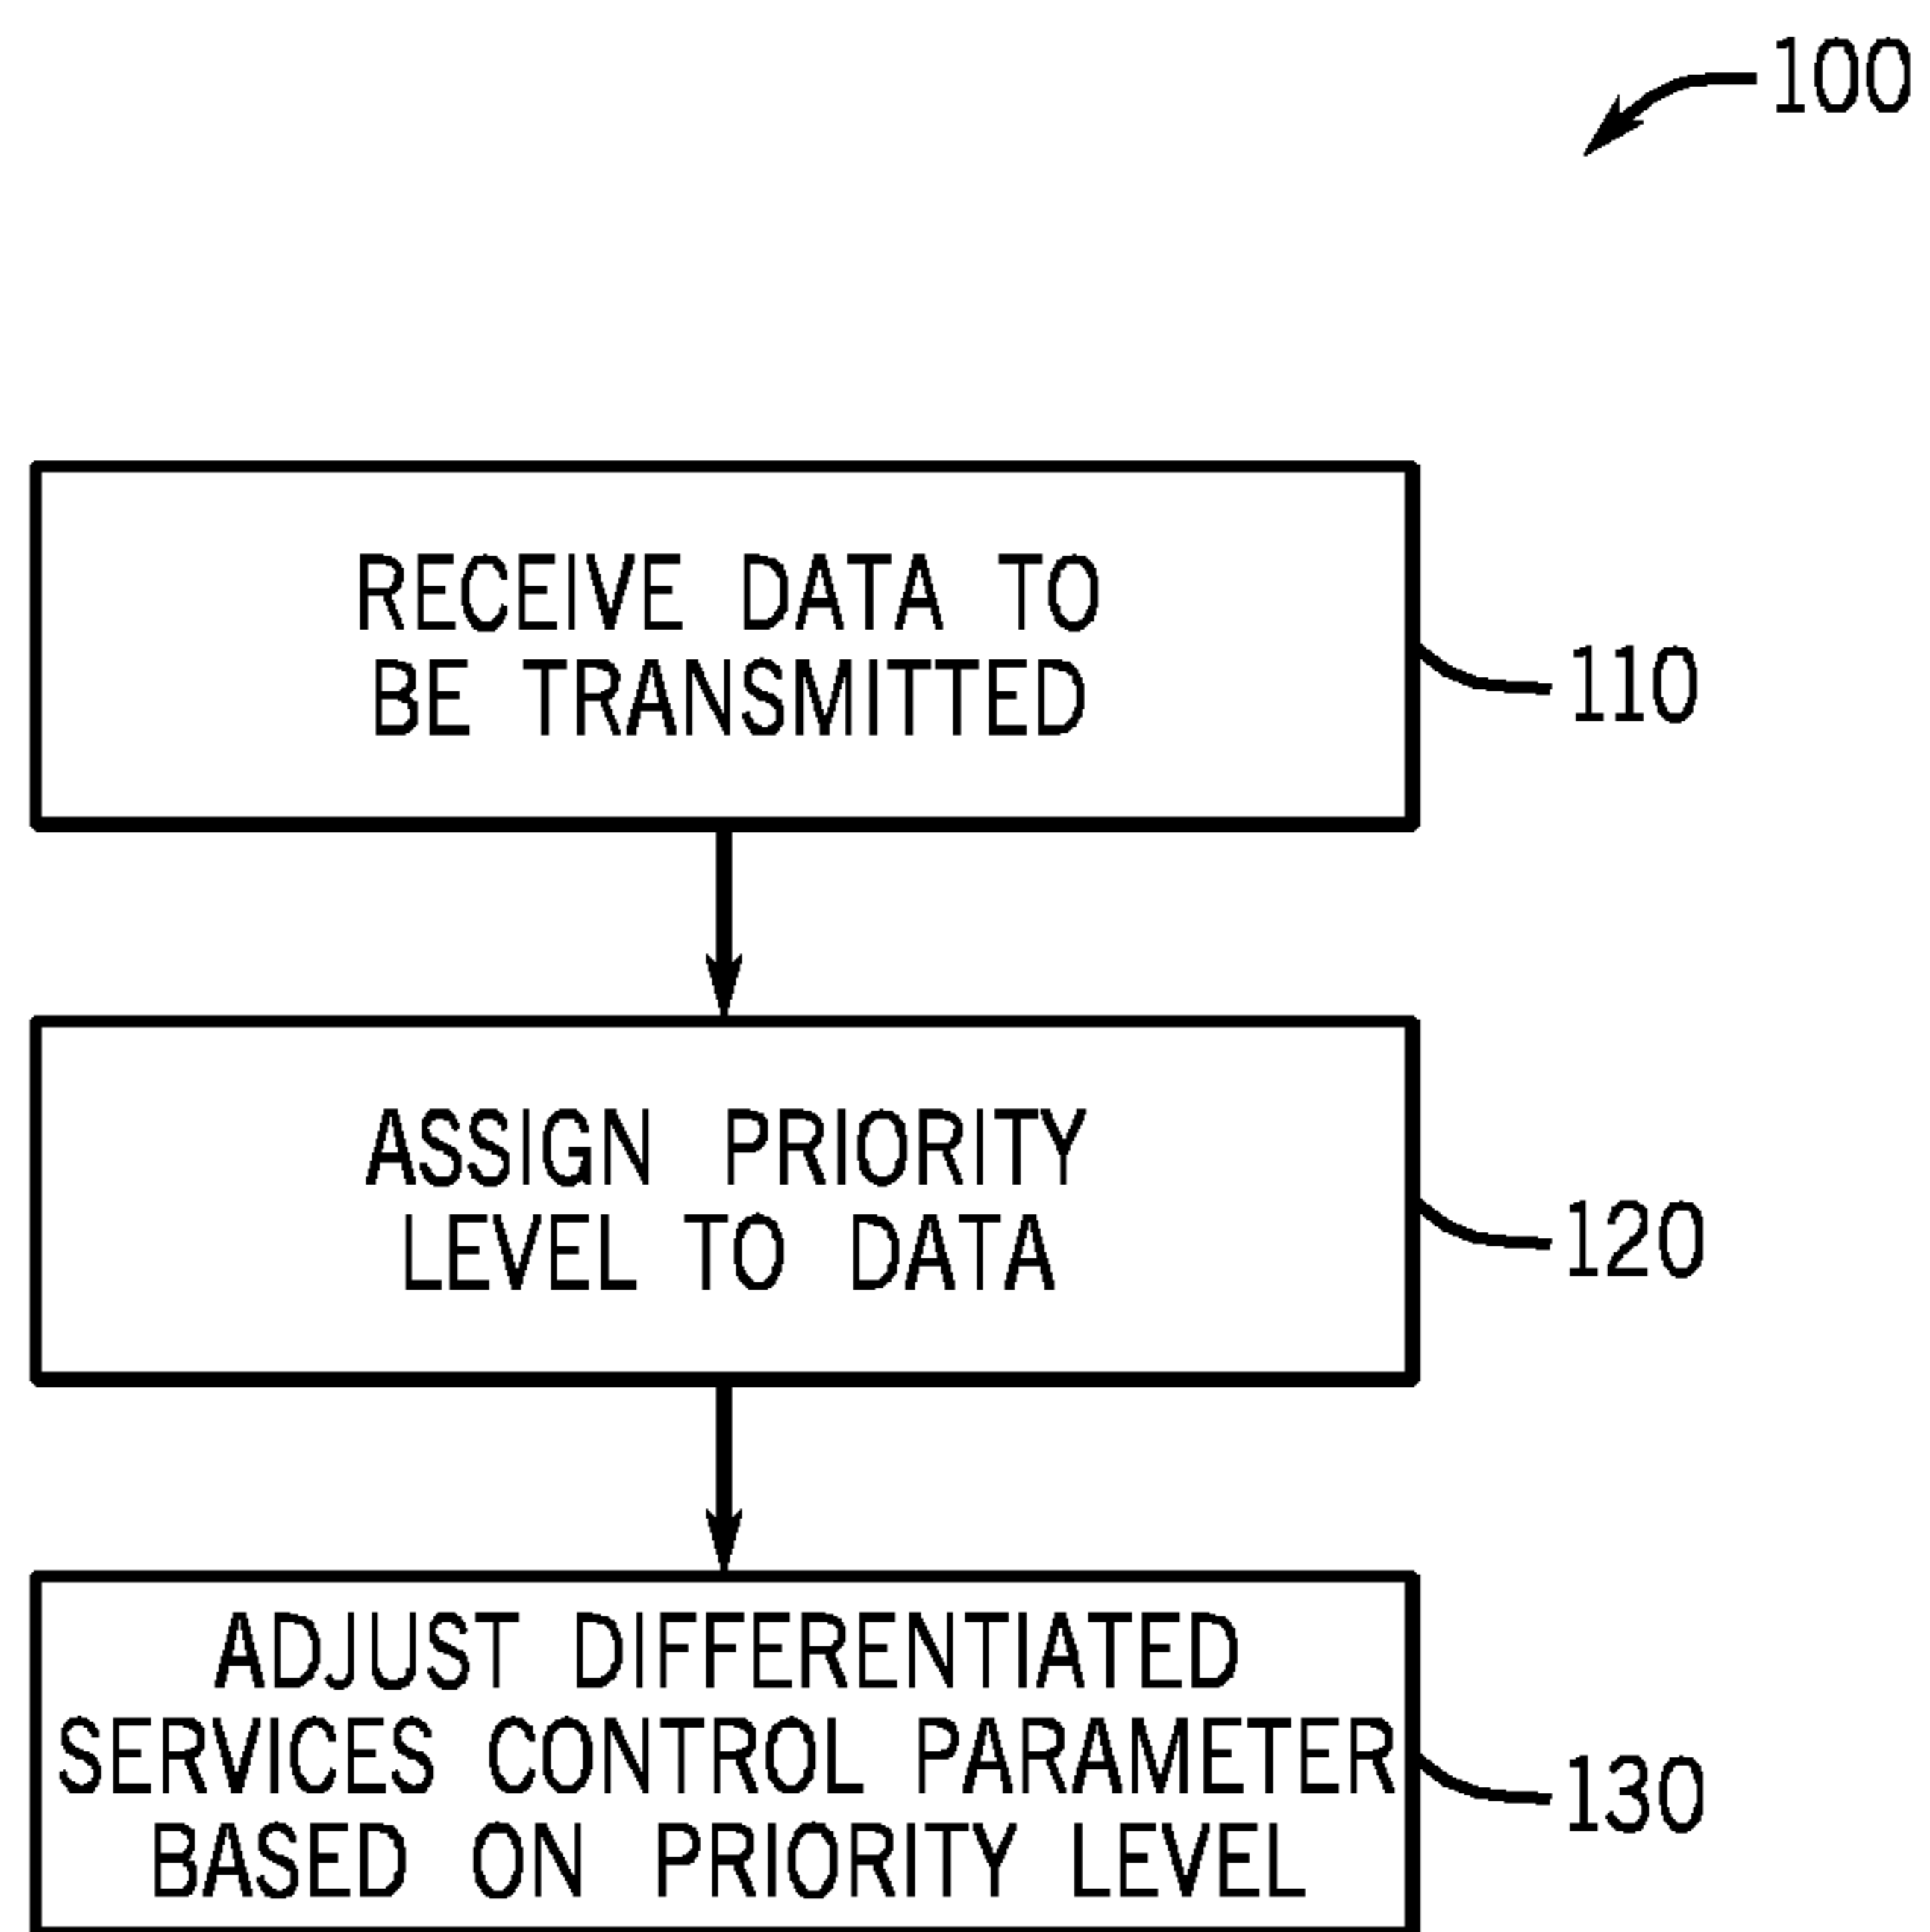 100
RECEIVE DATA TO
BE TRANSMITTED
110
ASSIGN PRIORITY
LEVEL TO DATA
120
ADJUST DIFFERENTIATED
SERVICES CONTROL PARAMETER
BASED ON PRIORITY LEVEL
130